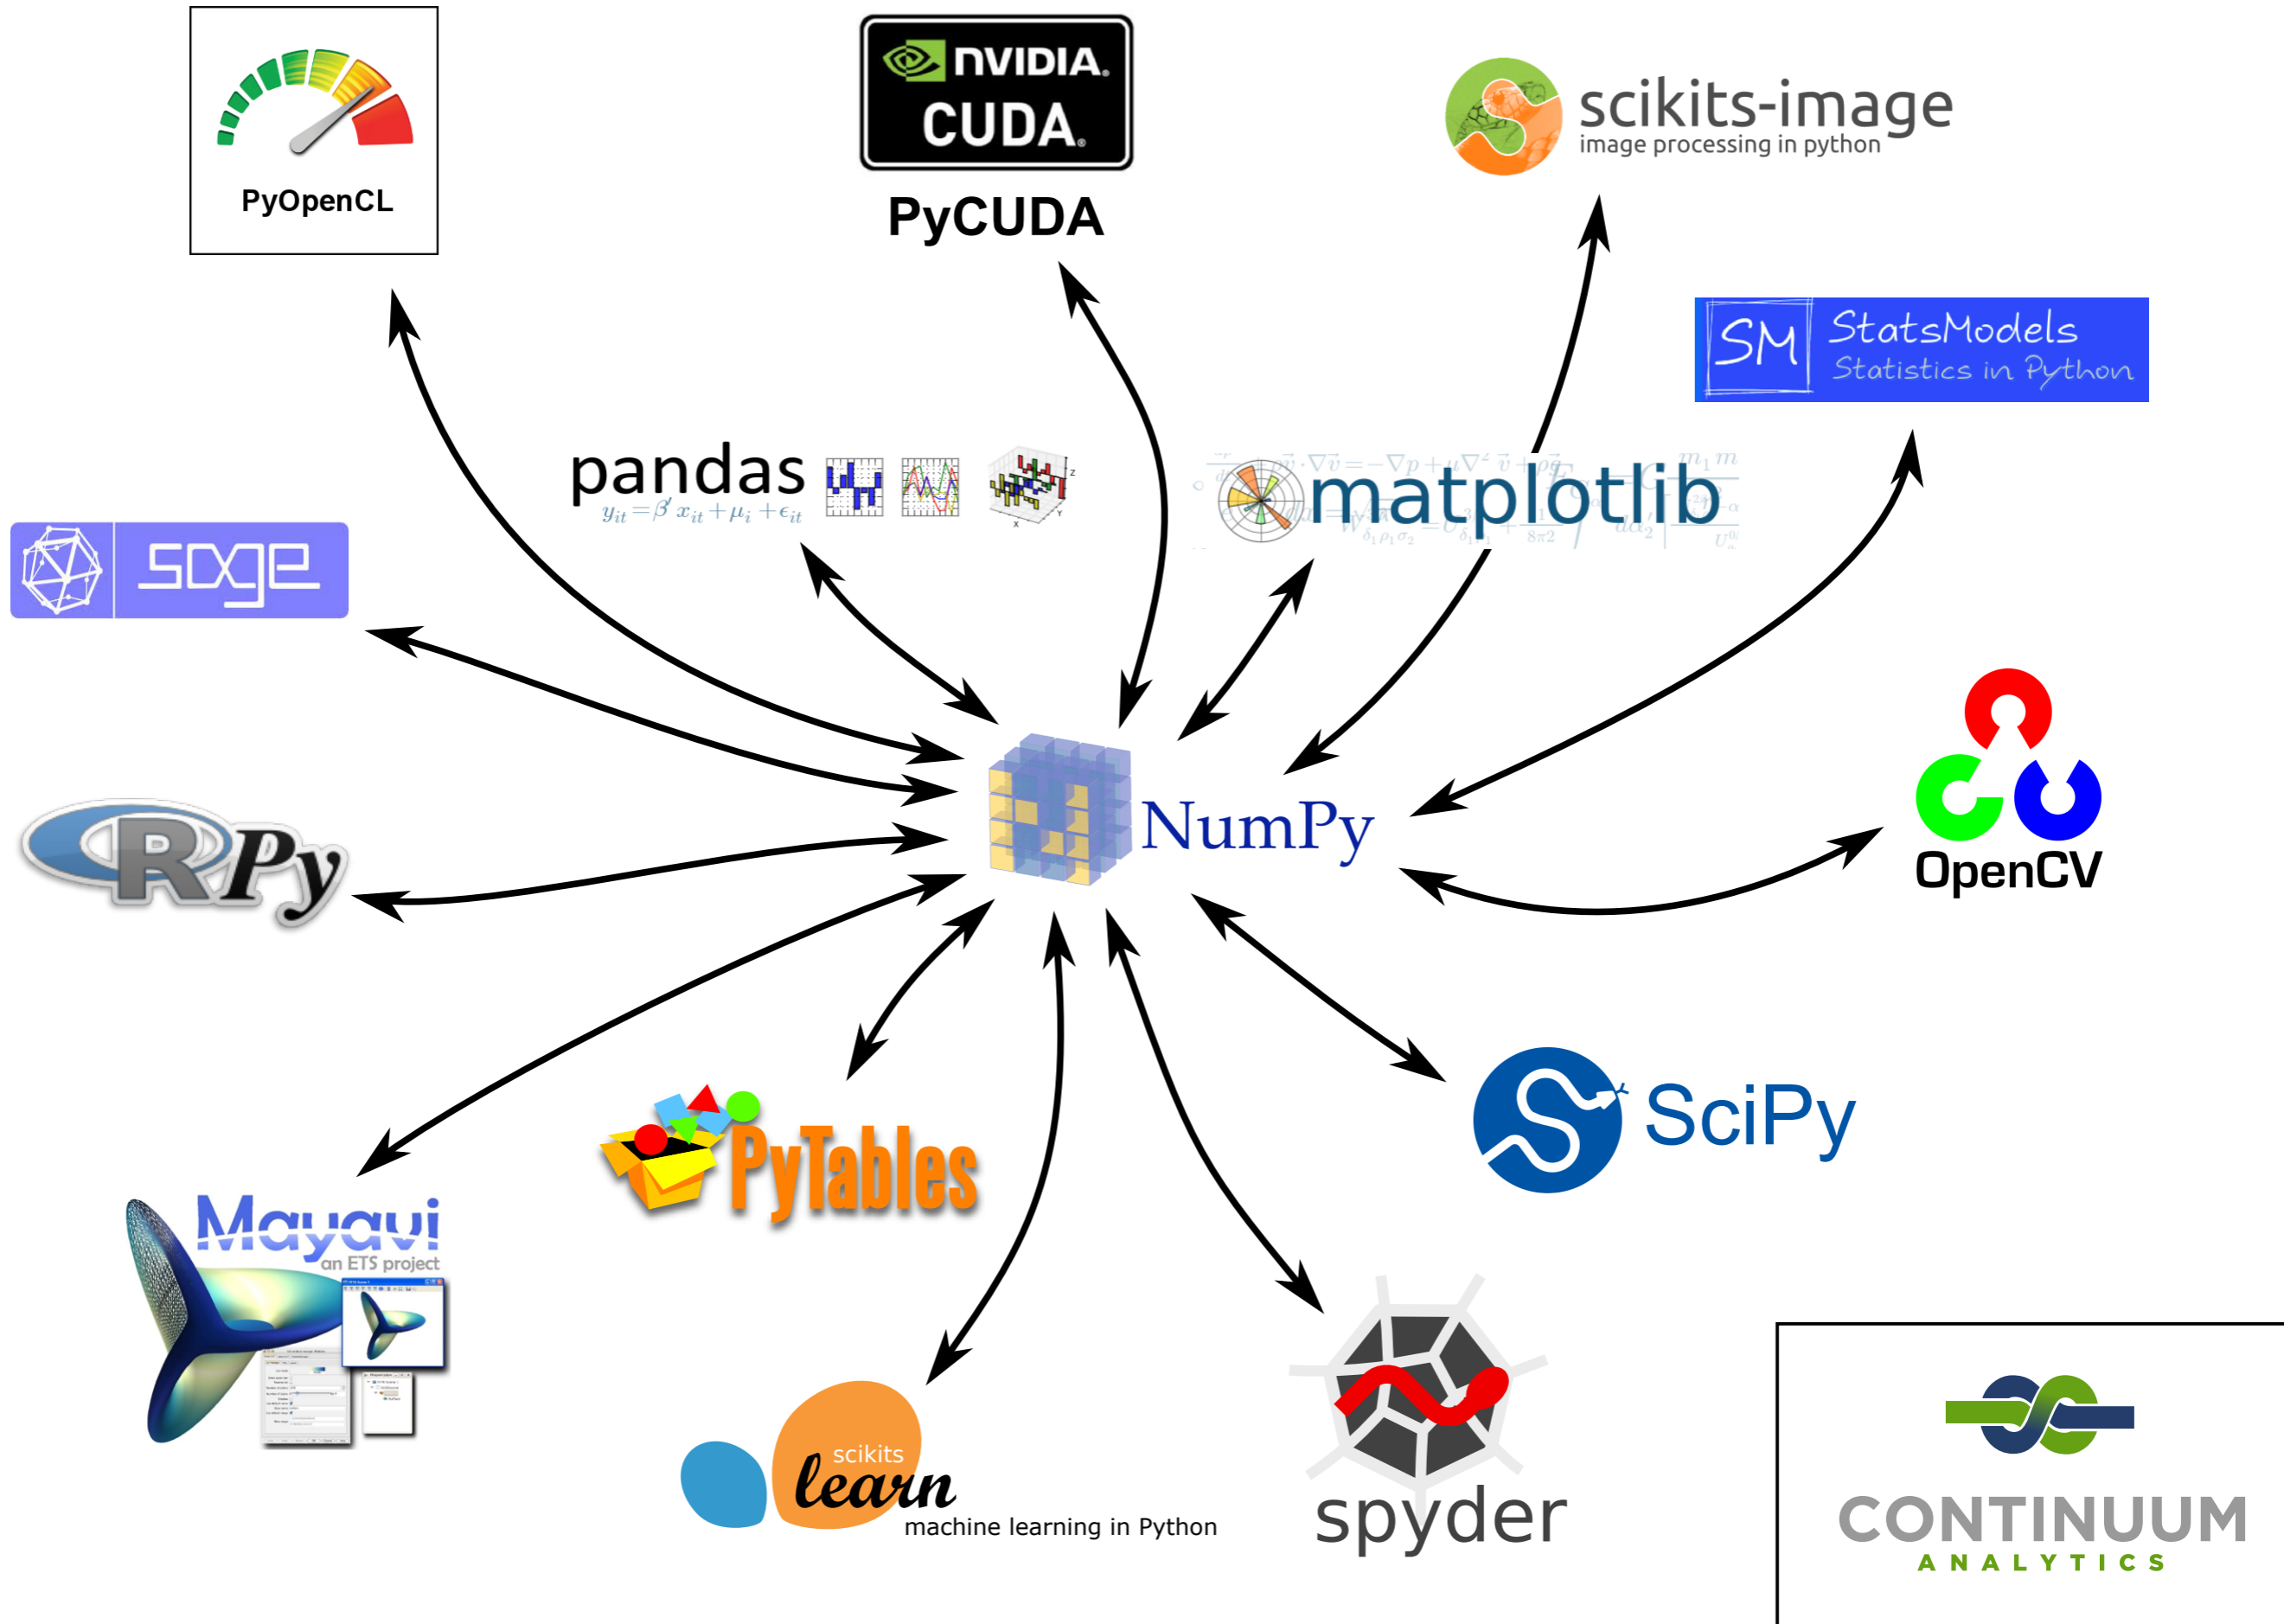 NVIDIA.
CUDA.
PyCUDA
PyOpenCL
scikits-image
image processing in python
SM
StatsModels
Statistics in Python
pandas
matplotlib
sage
NumPy
OpenCV
RPy
SciPy
PyTables
Mayavi
an ETS project
scikits
learn
machine learning in Python
spyder
CONTINUUM
ANALYTICS